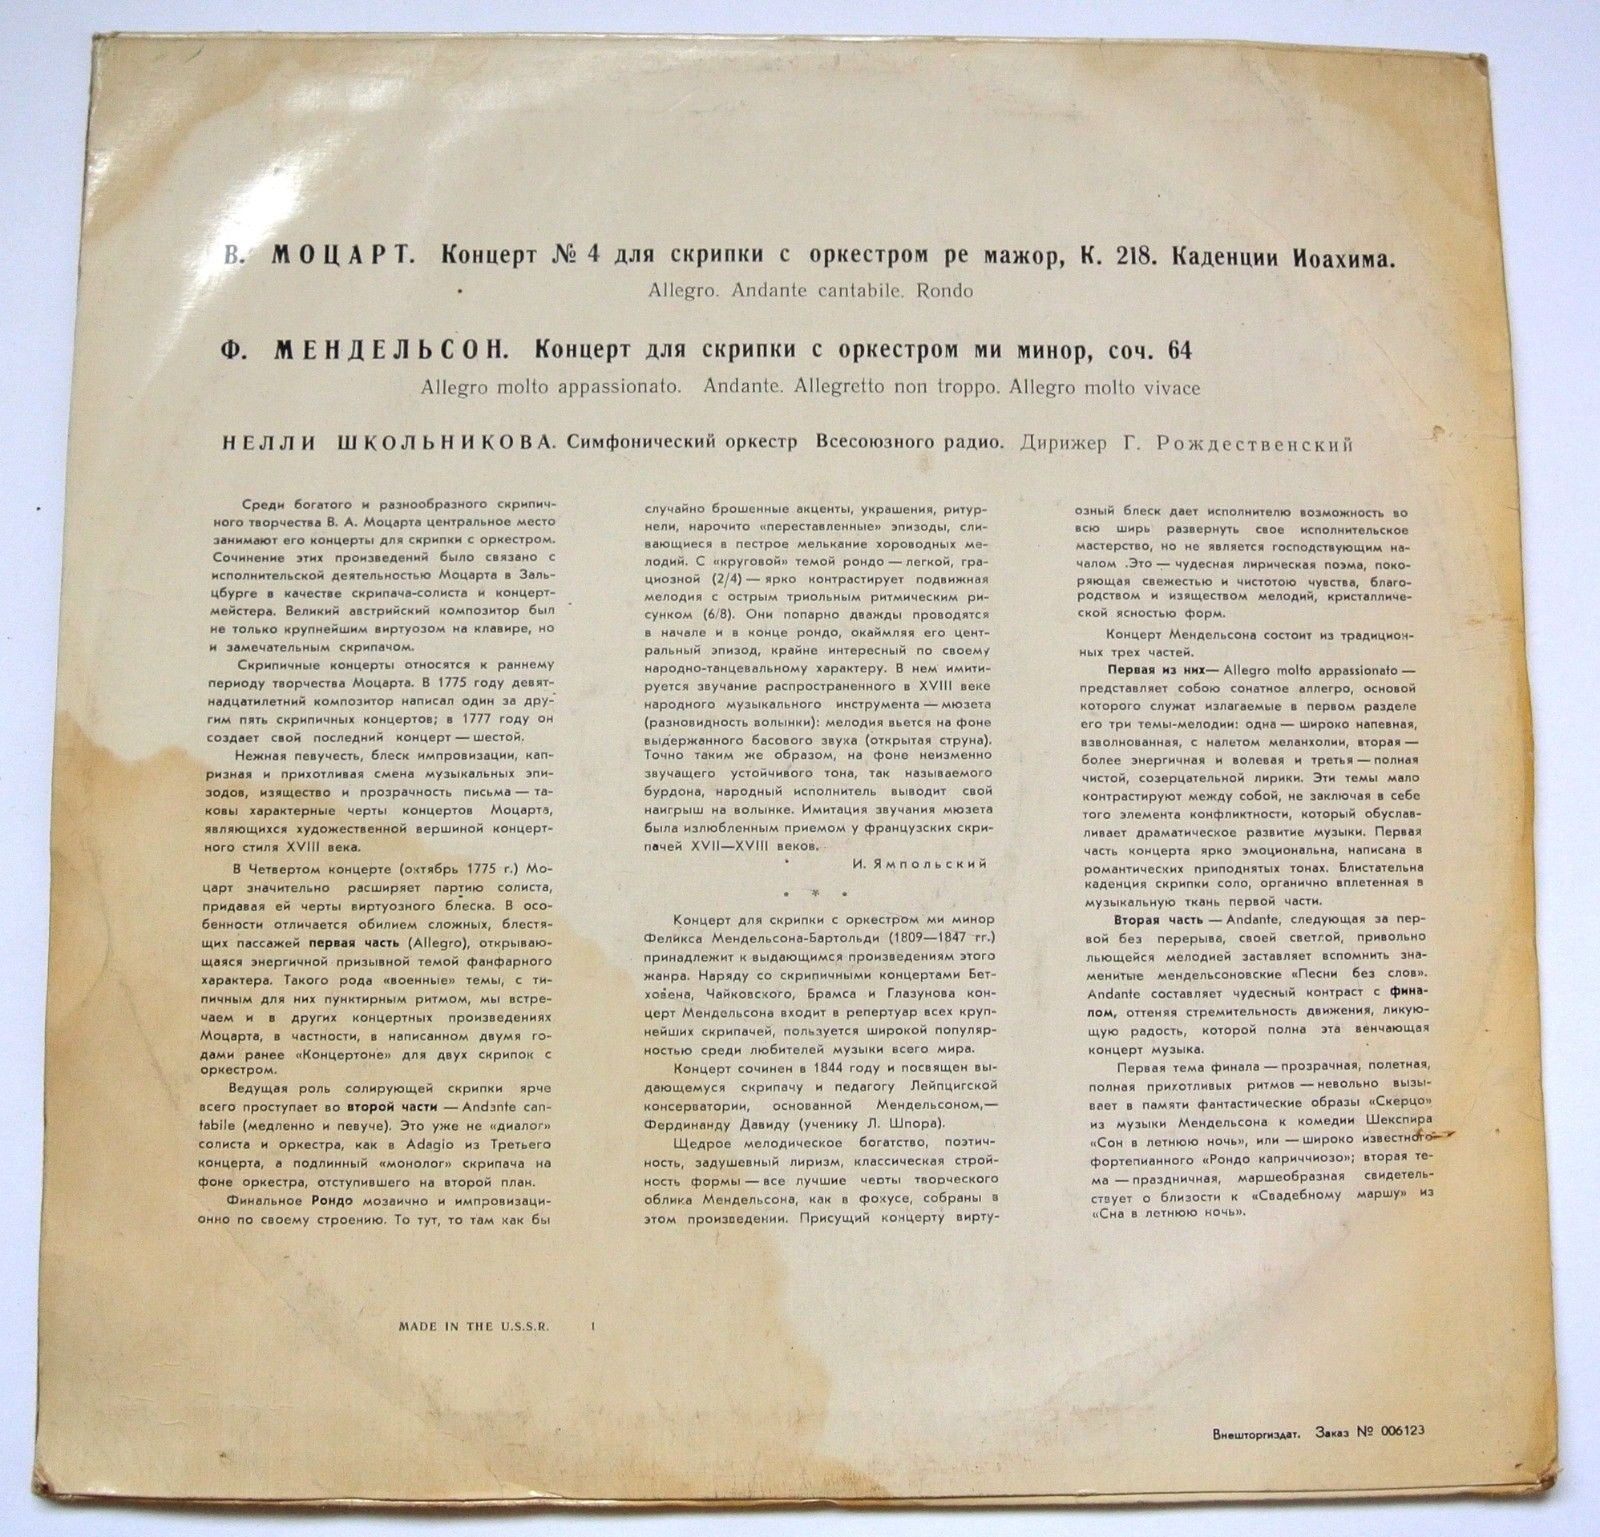 В. МОЦАРТ. Концерт № 4 для скрипки с оркестром ре мажор, К. 218. Каденции Иоахима.
Allegro. Andante cantabile. Rondo
Ф. МЕНДЕЛЬСОН. Концерт для скрипки с оркестром ми минор, соч. 64
Allegro molto appassionato. Andante. Allegretto non troppo. Allegro molto vivace
НЕЛЛИ ШКОЛЬНИКОВА. Симфонический оркестр Всесоюзного радио. Дирижер Г. Рождественский
Среди богатого и разнообразного скрипич-
ного творчества В. А. Моцарта центральное место
занимают его концерты для скрипки с оркестром.
Сочинение этих произведений было связано с
исполнительской деятельностью Моцарта в Заль-
цбурге в качестве скрипача-солиста и концерт-
мейстера. Великий австрийский композитор был
не только крупнейшим виртуозом на клавире, но
и замечательным скрипачом.
Скрипичные концерты относятся к раннему
периоду творчества Моцарта. В 1775 году девят-
надцатилетний композитор написал один за дру-
гим пять скрипичных концертов; в 1777 году он
создает свой последний концерт — шестой.
Нежная певучесть, блеск импровизации, кап-
ризная и прихотливая смена музыкальных эпи-
зодов, изящество и прозрачность письма — та-
ковы характерные черты концертов Моцарта,
являющихся художественной вершиной концерт-
ного стиля XVIII века.
В Четвертом концерте (октябрь 1775 г.) Мо-
царт значительно расширяет партию солиста,
придавая ей черты виртуозного блеска. В осо-
бенности отличается обилием сложных, блестя-
щих пассажей первая часть (Allegro), открываю-
щаяся энергичной призывной темой фанфарного
характера. Такого рода «военные» темы, с ти-
пичным для них пунктирным ритмом, мы встре-
чаем и в других концертных произведениях
Моцарта, в частности, в написанном двумя го-
дами ранее «Концертоне» для двух скрипок с
оркестром.
Ведущая роль солирующей скрипки ярче
всего проступает во второй части — Andante can-
tabile (медленно и певуче). Это уже не «диалог»
солиста и оркестра, как в Adagio из Третьего
концерта, а подлинный «монолог» скрипача на
фоне оркестра, отступившего на второй план.
Финальное Рондо мозаично и импровизаци-
онно по своему строению. То тут, то там как бы
случайно брошенные акценты, украшения, ритур-
нели, нарочито «переставленные» эпизоды, сли-
вающиеся в пестрое мелькание хороводных ме-
лодий. С «круговой» темой рондо — легкой, гра-
циозной (2/4) — ярко контрастирует подвижная
мелодия с острым триольным ритмическим ри-
сунком (6/8). Они попарно дважды проводятся
в начале и в конце рондо, окаймляя его цент-
ральный эпизод, крайне интересный по своему
народно-танцевальному характеру. В нем имити-
руется звучание распространенного в XVIII веке
народного музыкального инструмента — мюзета
(разновидность волынки): мелодия вьется на фоне
выдержанного басового звука (открытая струна).
Точно таким же образом, на фоне неизменно
звучащего устойчивого тона, так называемого
бурдона, народный исполнитель выводит свой
наигрыш на волынке. Имитация звучания мюзета
была излюбленным приемом у французских скри-
пачей XVII—XVIII веков.
И. Ямпольский
* * *
Концерт для скрипки с оркестром ми минор
Феликса Мендельсона-Бартольди (1809—1847 гг.)
принадлежит к выдающимся произведениям этого
жанра. Наряду со скрипичными концертами Бет-
ховена, Чайковского, Брамса и Глазунова кон-
церт Мендельсона входит в репертуар всех круп-
нейших скрипачей, пользуется широкой популяр-
ностью среди любителей музыки всего мира.
Концерт сочинен в 1844 году и посвящен вы-
дающемуся скрипачу и педагогу Лейпцигской
консерватории, основанной Мендельсоном,—
Фердинанду Давиду (ученику Л. Шпора).
Щедрое мелодическое богатство, поэтич-
ность, задушевный лиризм, классическая строй-
ность формы — все лучшие черты творческого
облика Мендельсона, как в фокусе, собраны в
этом произведении. Присущий концерту вирту-
озный блеск дает исполнителю возможность во
всю ширь развернуть свое исполнительское
мастерство, но не является господствующим на-
чалом .Это — чудесная лирическая поэма, поко-
ряющая свежестью и чистотою чувства, благо-
родством и изяществом мелодий, кристалличе-
ской ясностью форм.
Концерт Мендельсона состоит из традицион-
ных трех частей.
Первая из них— Allegro molto appassionato —
представляет собою сонатное аллегро, основой
которого служат излагаемые в первом разделе
его три темы-мелодии: одна — широко напевная,
взволнованная, с налетом меланхолии, вторая —
более энергичная и волевая и третья — полная
чистой, созерцательной лирики. Эти темы мало
контрастируют между собой, не заключая в себе
того элемента конфликтности, который обуслав-
ливает драматическое развитие музыки. Первая
часть концерта ярко эмоциональна, написана в
романтических приподнятых тонах. Блистательна
каденция скрипки соло, органично вплетенная в
музыкальную ткань первой части.
Вторая часть — Andante, следующая за пер-
вой без перерыва, своей светлой, привольно
льющейся мелодией заставляет вспомнить зна-
менитые мендельсоновские «Песни без слов».
Andante составляет чудесный контраст с фина-
лом, оттеняя стремительность движения, ликую-
щую радость, которой полна эта венчающая
концерт музыка.
Первая тема финала — прозрачная, полетная,
полная прихотливых ритмов — невольно вызы-
вает в памяти фантастические образы «Скерцо»
из музыки Мендельсона к комедии Шекспира
«Сон в летнюю ночь», или — широко известного
фортепианного «Рондо каприччиозо»; вторая те-
ма — праздничная, маршеобразная свидетель-
ствует о близости к «Свадебному маршу» из
«Сна в летнюю ночь».
MADE IN THE U.S.S.R. 1
Внешторгиздат. Заказ № 006123